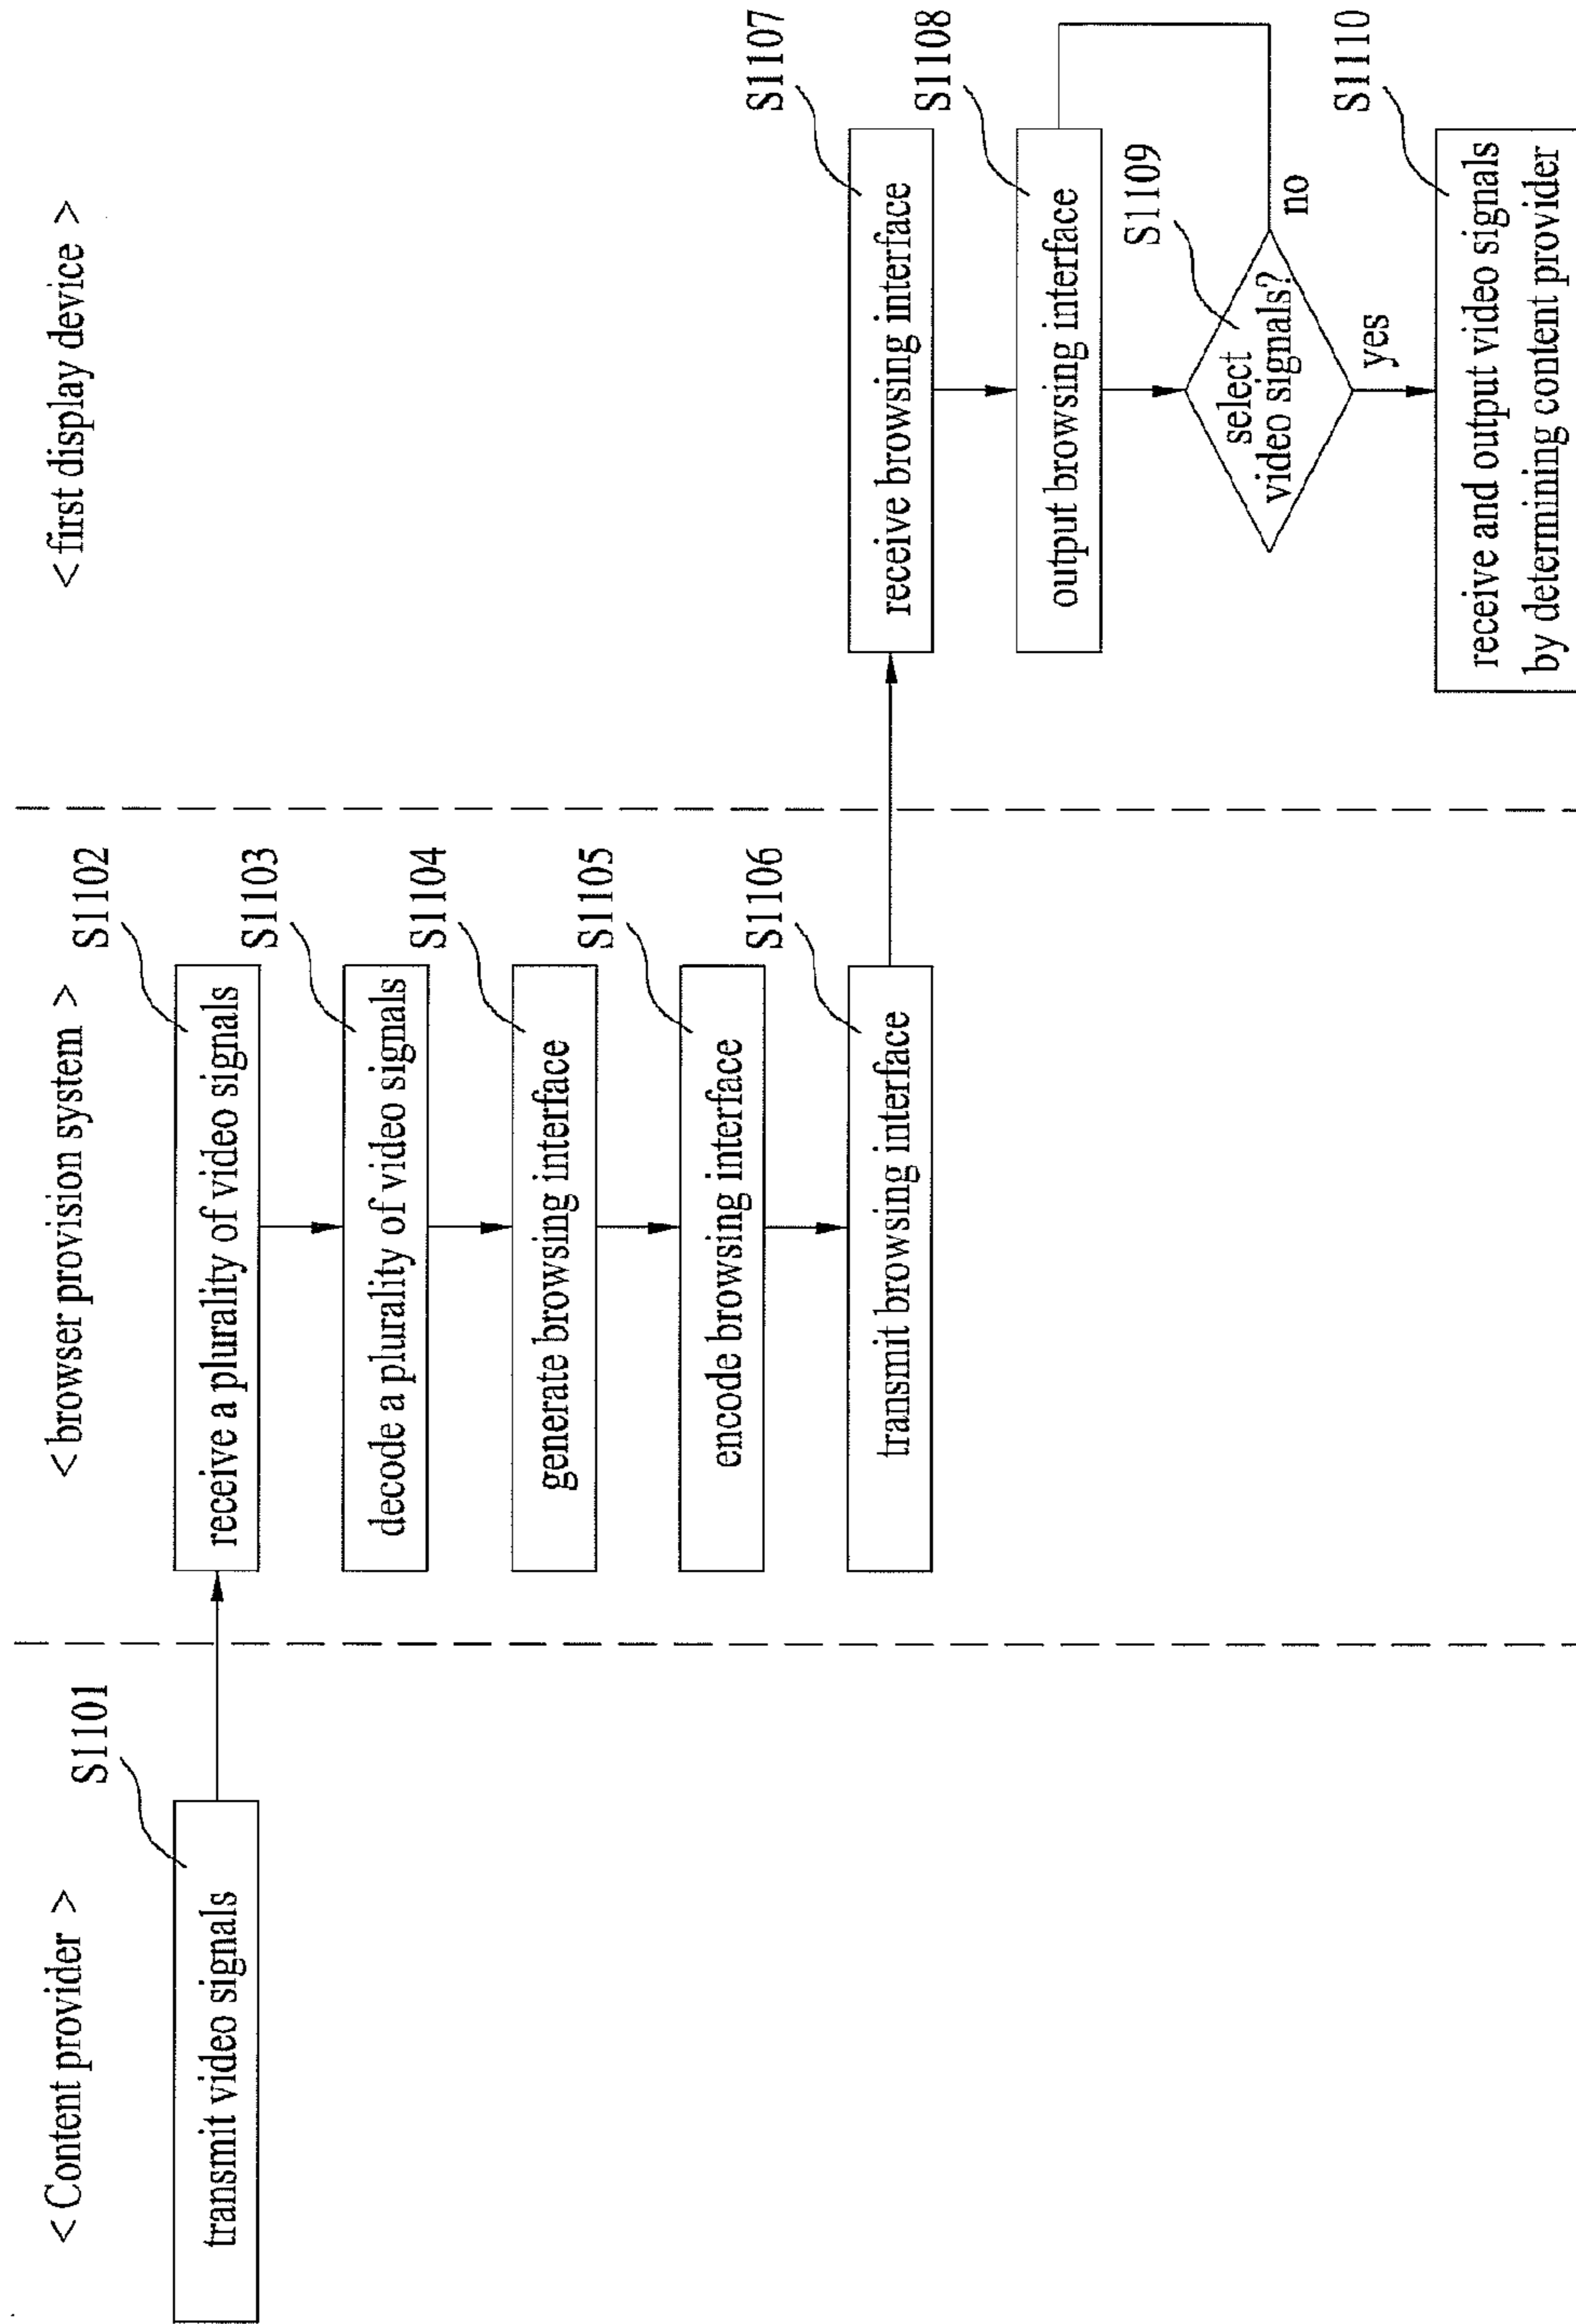 < Content provider >
S1101
transmit video signals
< browser provision system >
S1102
receive a plurality of video signals
S1103
decode a plurality of video signals
S1104
generate browsing interface
S1105
encode browsing interface
S1106
transmit browsing interface
< first display device >
S1107
receive browsing interface
S1108
output browsing interface
S1109
select
video signals?
no
yes
S1110
receive and output video signals
by determining content provider